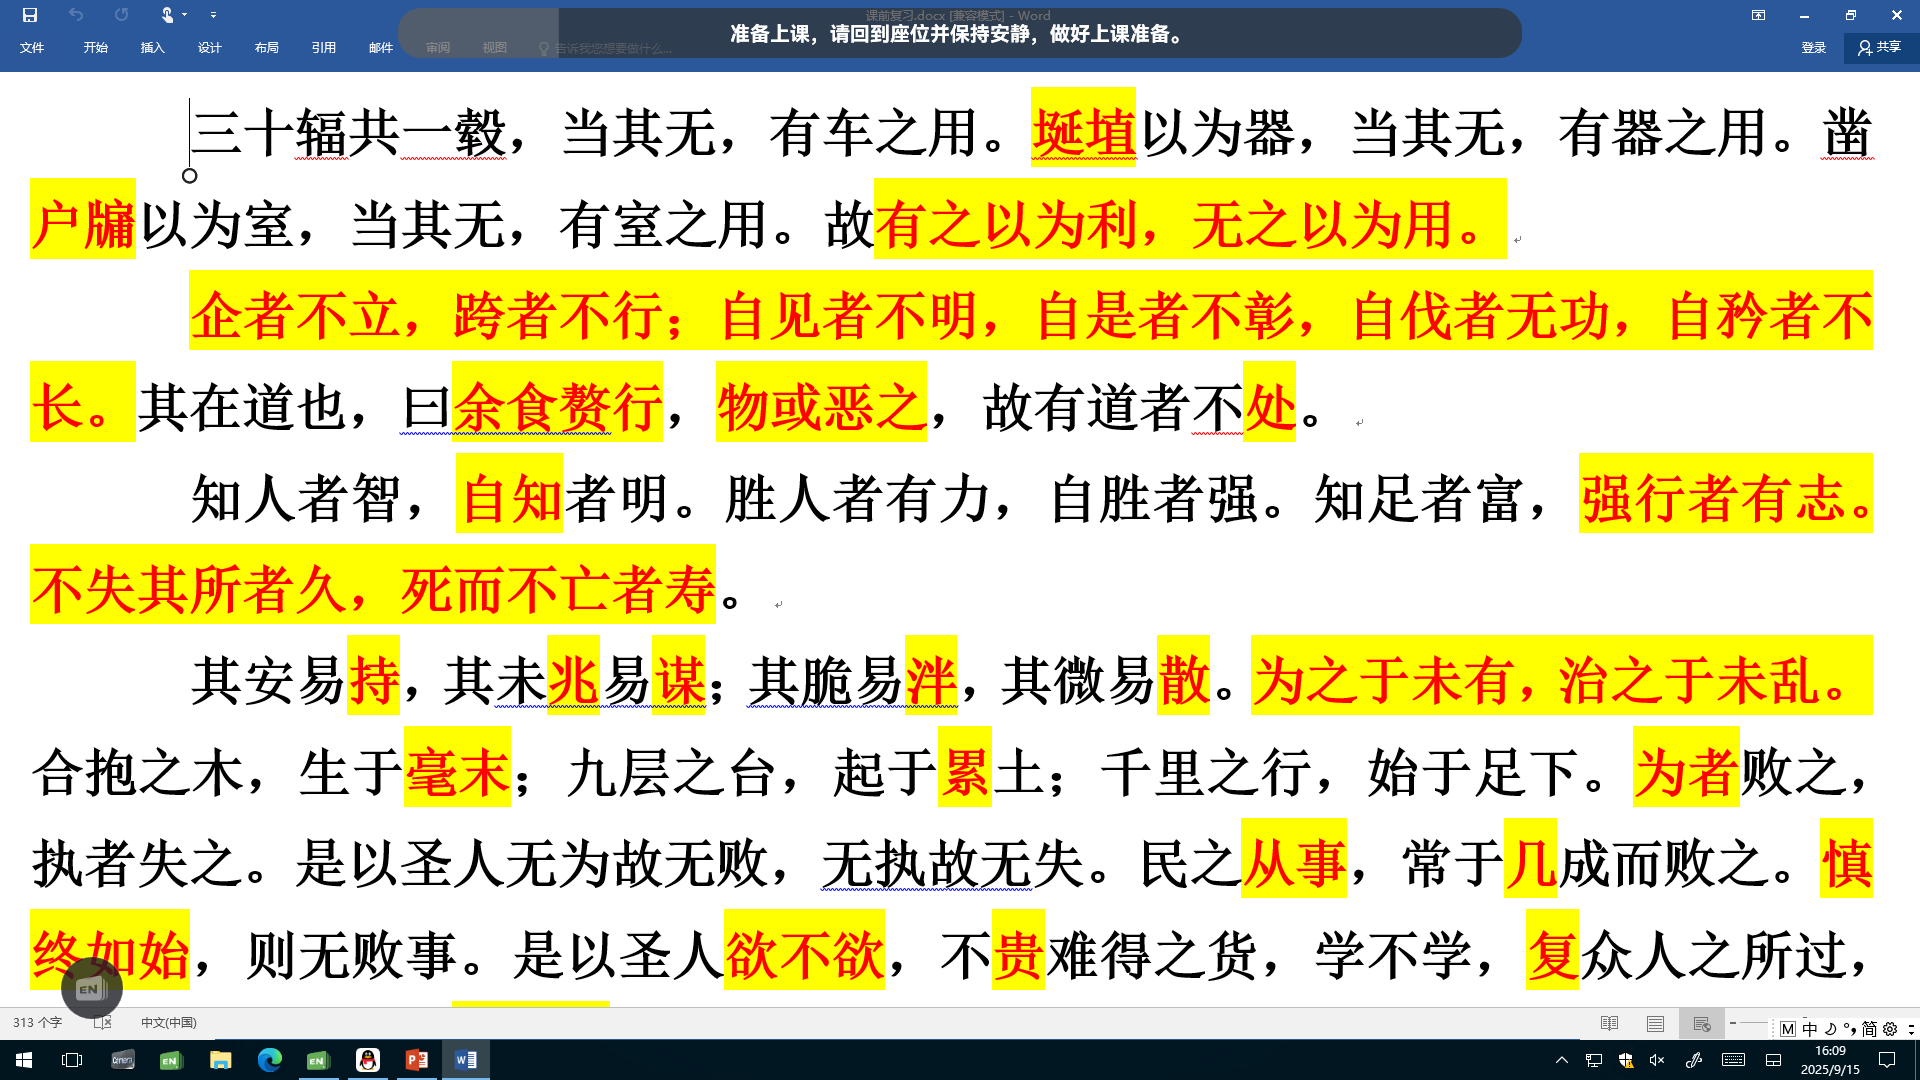 课前复习.docx [兼容模式] - Word
准备上课，请回到座位并保持安静，做好上课准备。
文件 开始 插入 设计 布局 引用 邮件 审阅 视图 告诉我您想要做什么... 登录 共享
三十辐共一毂，当其无，有车之用。埏埴以为器，当其无，有器之用。凿
户牖以为室，当其无，有室之用。故有之以为利，无之以为用。
企者不立，跨者不行；自见者不明，自是者不彰，自伐者无功，自矜者不
长。其在道也，曰余食赘行，物或恶之，故有道者不处。
知人者智，自知者明。胜人者有力，自胜者强。知足者富，强行者有志。
不失其所者久，死而不亡者寿。
其安易持，其未兆易谋；其脆易泮，其微易散。为之于未有，治之于未乱。
合抱之木，生于毫末；九层之台，起于累土；千里之行，始于足下。为者败之，
执者失之。是以圣人无为故无败，无执故无失。民之从事，常于几成而败之。慎
终如始，则无败事。是以圣人欲不欲，不贵难得之货，学不学，复众人之所过，
EN
313 个字 中文(中国)
M 中 简
EN EN
16:09
2025/9/15